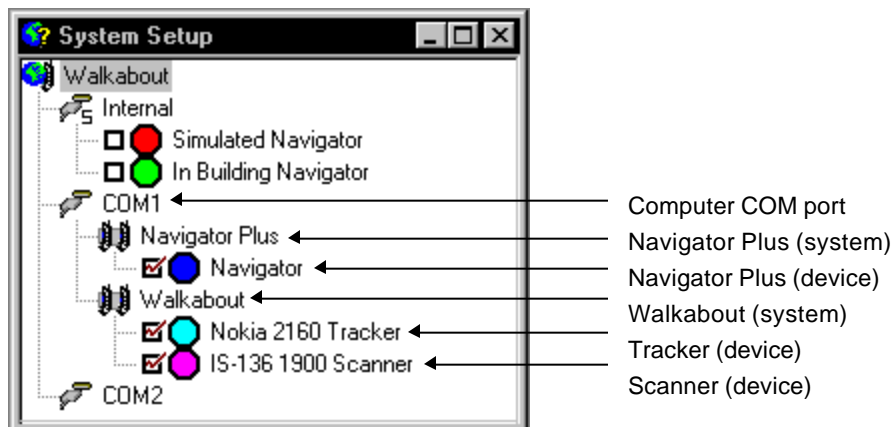 System Setup
Walkabout
Internal
Simulated Navigator
In Building Navigator
COM1
Navigator Plus
Navigator
Walkabout
Nokia 2160 Tracker
IS-136 1900 Scanner
COM2
Computer COM port
Navigator Plus (system)
Navigator Plus (device)
Walkabout (system)
Tracker (device)
Scanner (device)